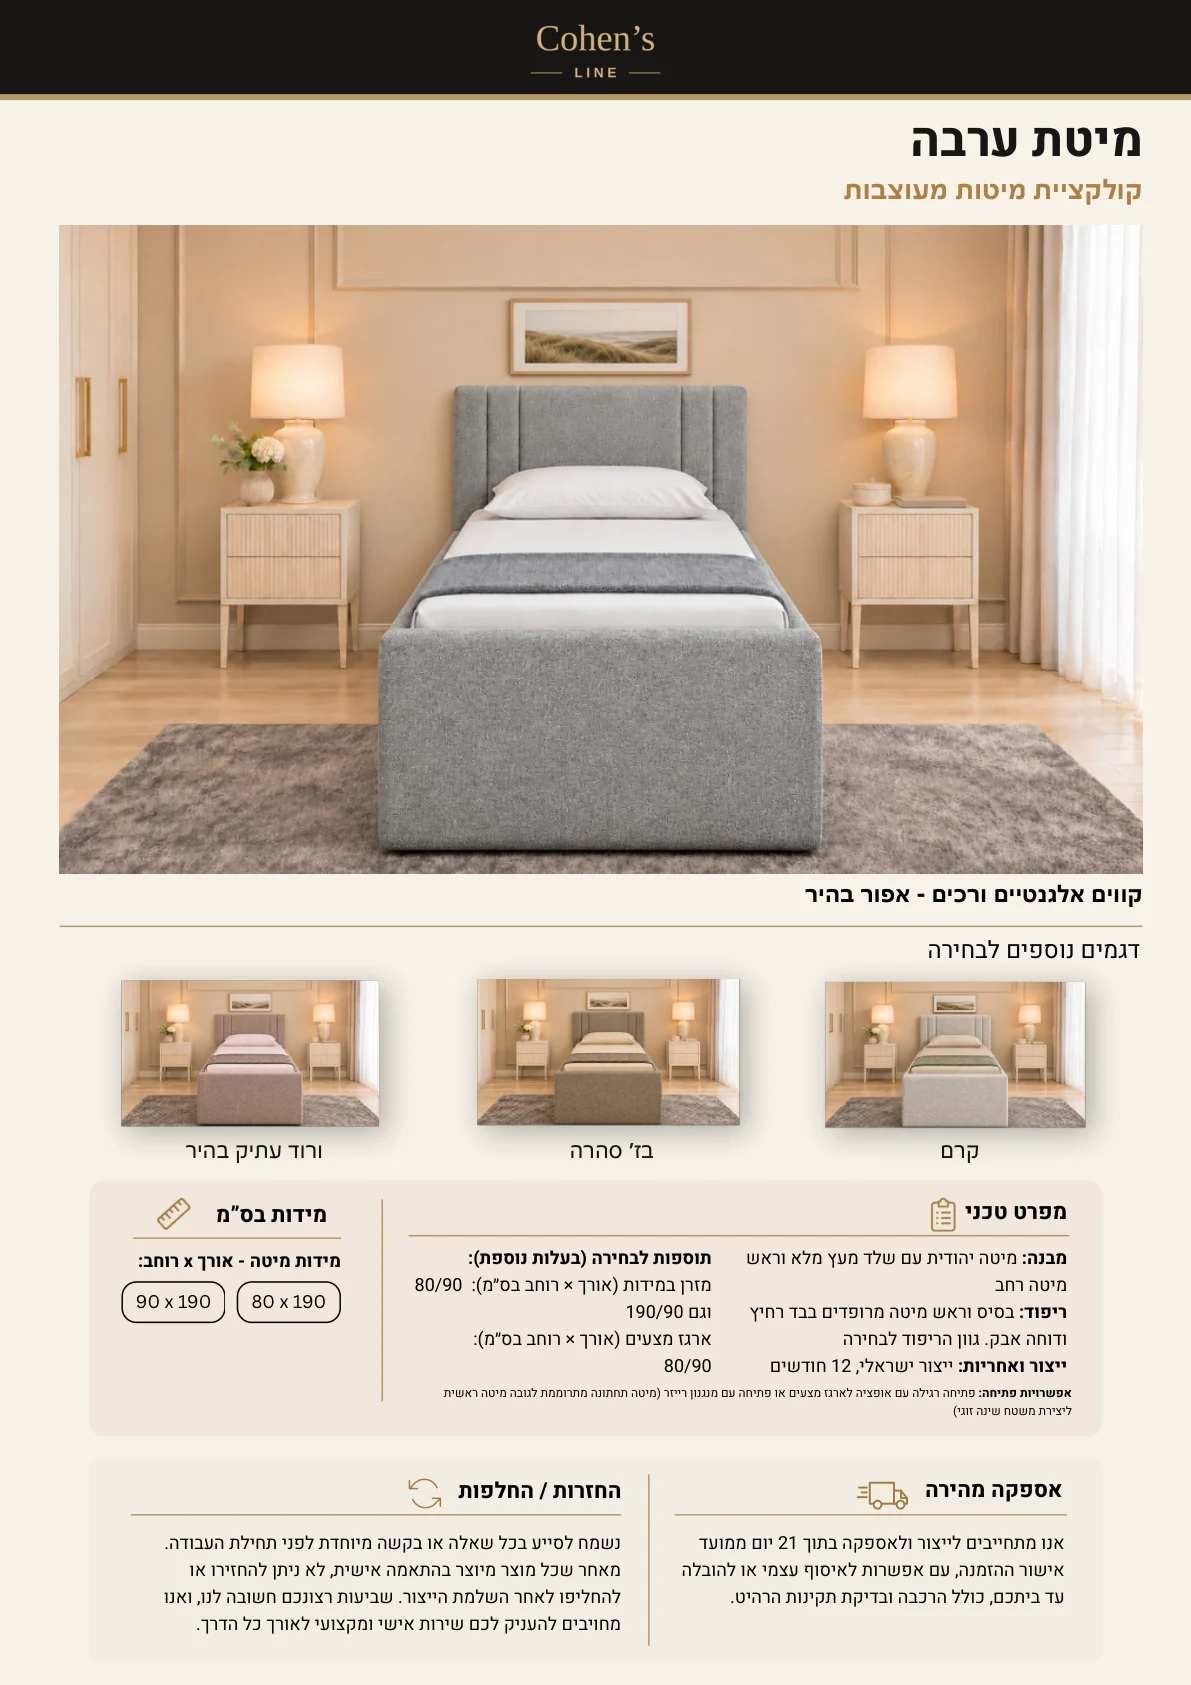 Cohen’s
LINE
מיטת ערבה
קולקציית מיטות מעוצבות
קווים אלגנטיים ורכים - אפור בהיר
דגמים נוספים לבחירה
קרם
בז’ סהרה
ורוד עתיק בהיר
מפרט טכני
מבנה: מיטה יהודית עם שלד מעץ מלא וראש
מיטה רחב
ריפוד: בסיס וראש מיטה מרופדים בבד רחיץ
ודוחה אבק. גוון הריפוד לבחירה
ייצור ואחריות: ייצור ישראלי, 12 חודשים
תוספות לבחירה (בעלות נוספת):
מזרן במידות (אורך × רוחב בס״מ): 80/90
וגם 190/90
ארגז מצעים (אורך × רוחב בס״מ):
80/90
אפשרויות פתיחה: פתיחה רגילה עם אופציה לארגז מצעים או פתיחה עם מנגנון רייזר (מיטה תחתונה מתרוממת לגובה מיטה ראשית
ליצירת משטח שינה זוגי)
מידות בס”מ
מידות מיטה - אורך x רוחב:
80 x 190
90 x 190
אספקה מהירה
אנו מתחייבים לייצור ולאספקה בתוך 21 יום ממועד
אישור ההזמנה, עם אפשרות לאיסוף עצמי או להובלה
עד ביתכם, כולל הרכבה ובדיקת תקינות הרהיט.
החזרות / החלפות
נשמח לסייע בכל שאלה או בקשה מיוחדת לפני תחילת העבודה.
מאחר שכל מוצר מיוצר בהתאמה אישית, לא ניתן להחזירו או
להחליפו לאחר השלמת הייצור. שביעות רצונכם חשובה לנו, ואנו
מחויבים להעניק לכם שירות אישי ומקצועי לאורך כל הדרך.